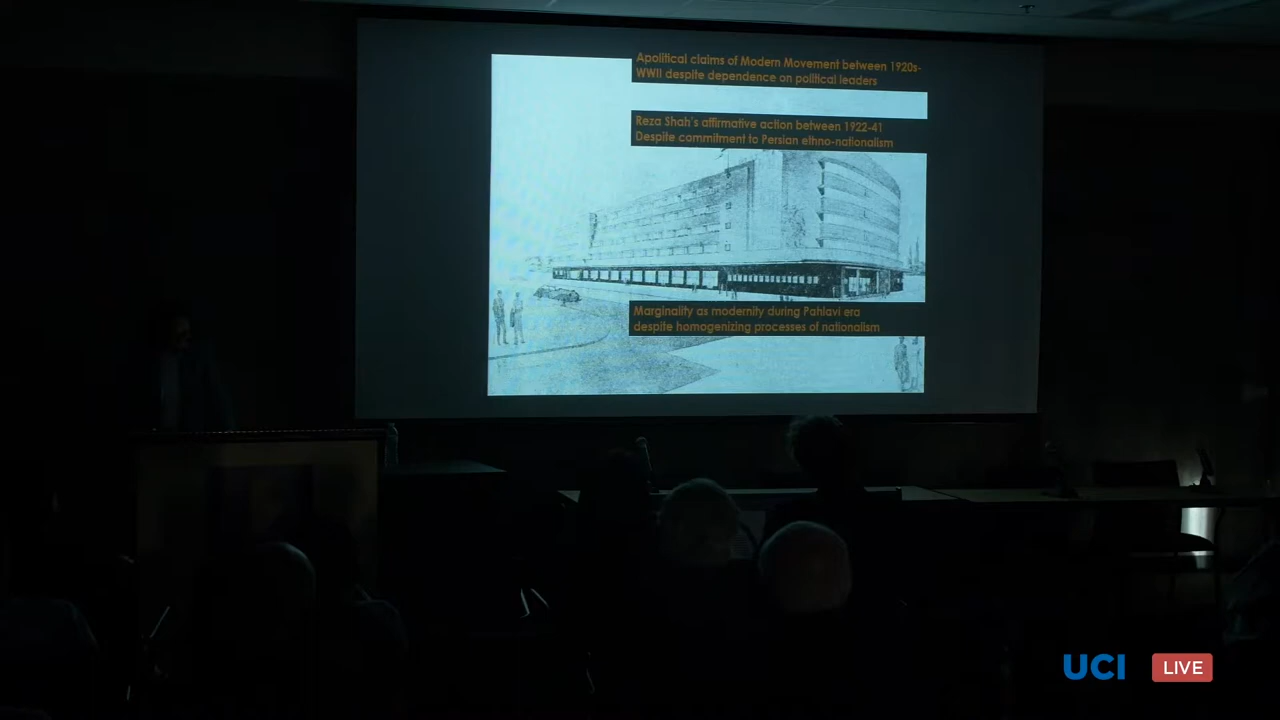 Apolitical claims of Modern Movement between 1920s-
WWII despite dependence on political leaders
Reza Shah's affirmative action between 1922-41
Despite commitment to Persian ethno-nationalism
Marginality as modernity during Pahlavi era
despite homogenizing processes of nationalism
UCI LIVE